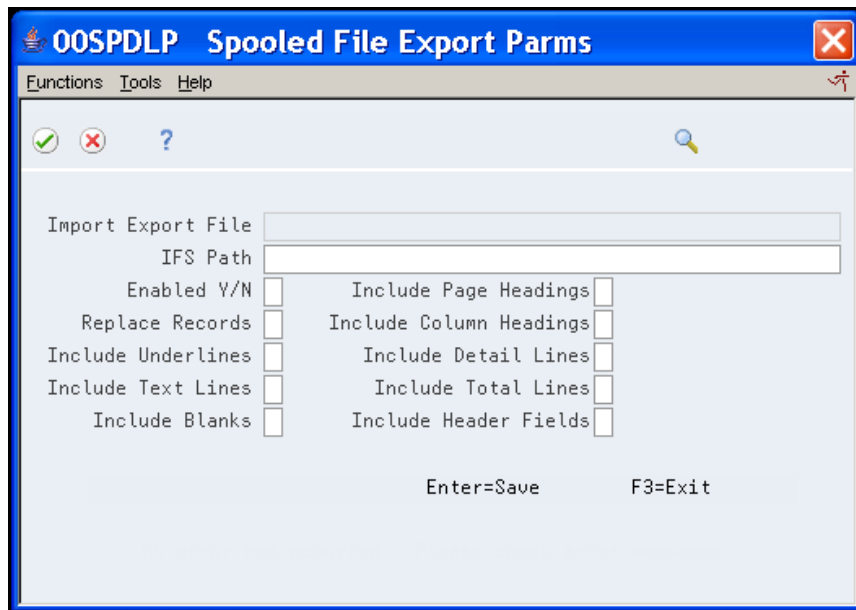 00SPDLP Spooled File Export Parms
Functions Tools Help
?
Import Export File
IFS Path
Enabled Y/N Include Page Headings
Replace Records Include Column Headings
Include Underlines Include Detail Lines
Include Text Lines Include Total Lines
Include Blanks Include Header Fields
Enter=Save F3=Exit